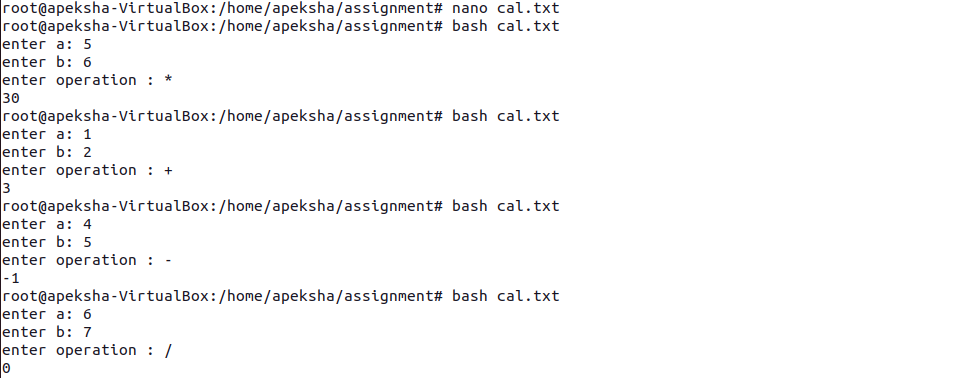 root@apeksha-VirtualBox:/home/apeksha/assignment# nano cal.txt
root@apeksha-VirtualBox:/home/apeksha/assignment# bash cal.txt
enter a: 5
enter b: 6
enter operation : *
30
root@apeksha-VirtualBox:/home/apeksha/assignment# bash cal.txt
enter a: 1
enter b: 2
enter operation : +
3
root@apeksha-VirtualBox:/home/apeksha/assignment# bash cal.txt
enter a: 4
enter b: 5
enter operation : -
-1
root@apeksha-VirtualBox:/home/apeksha/assignment# bash cal.txt
enter a: 6
enter b: 7
enter operation : /
0